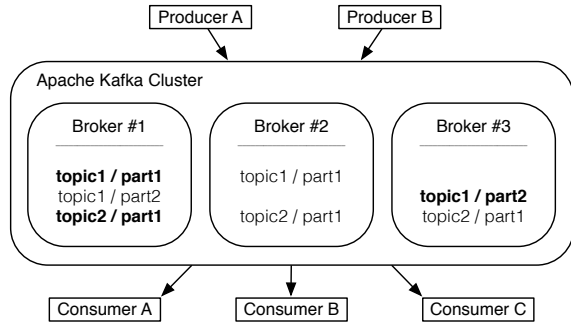 Producer A
Producer B
Apache Kafka Cluster
Broker #1
topic1 / part1
topic1 / part2
topic2 / part1
Broker #2
topic1 / part1
topic2 / part1
Broker #3
topic1 / part2
topic2 / part1
Consumer A
Consumer B
Consumer C